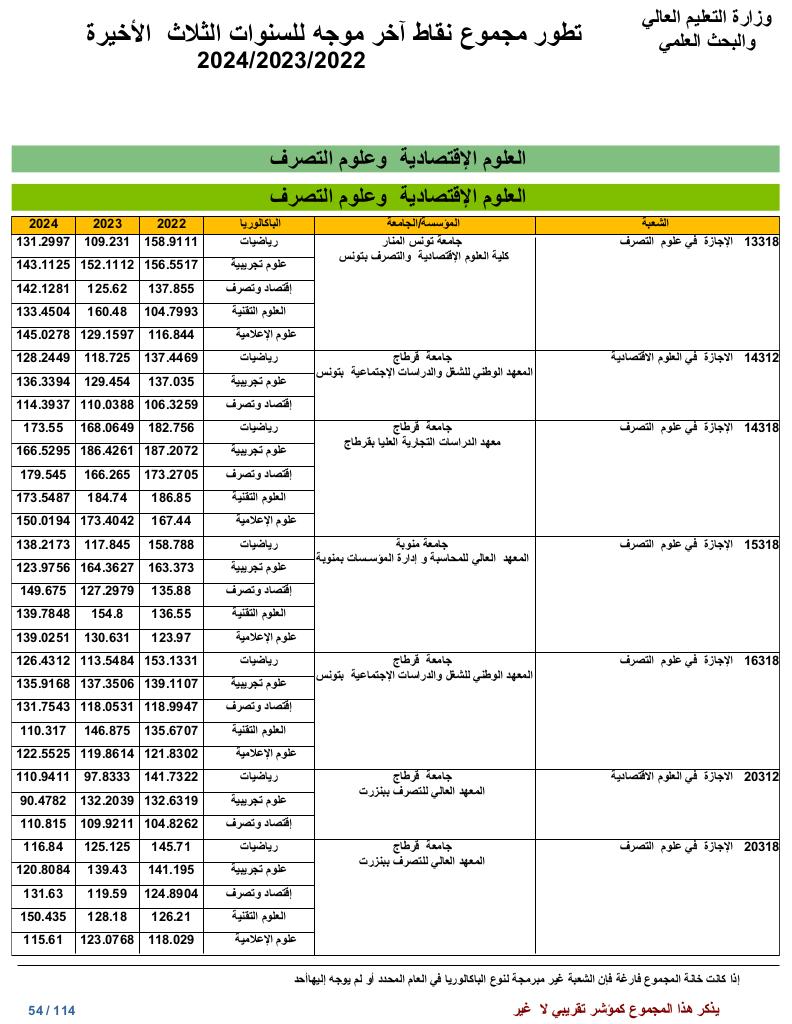 وزارة التعليم العالي
والبحث العلمي
تطور مجموع نقاط آخر موجه للسنوات الثلاث الأخيرة
2024/2023/2022
العلوم الإقتصادية وعلوم التصرف
العلوم الإقتصادية وعلوم التصرف
الشعبة المؤسسة/الجامعة الباكالوريا 2022 2023 2024
13318 الإجازة في علوم التصرف جامعة تونس المنار رياضيات 158.9111 109.231 131.2997
كلية العلوم الإقتصادية والتصرف بتونس علوم تجريبية 156.5517 152.1112 143.1125
إقتصاد وتصرف 137.855 125.62 142.1281
العلوم التقنية 104.7993 160.48 133.4504
علوم الإعلامية 116.844 129.1597 145.0278
14312 الاجازة في العلوم الاقتصادية جامعة قرطاج رياضيات 137.4469 118.725 128.2449
المعهد الوطني للشغل والدراسات الإجتماعية بتونس علوم تجريبية 137.035 129.454 136.3394
إقتصاد وتصرف 106.3259 110.0388 114.3937
14318 الإجازة في علوم التصرف جامعة قرطاج رياضيات 182.756 168.0649 173.55
معهد الدراسات التجارية العليا بقرطاج علوم تجريبية 187.2072 186.4261 166.5295
إقتصاد وتصرف 173.2705 166.265 179.545
العلوم التقنية 186.85 184.74 173.5487
علوم الإعلامية 167.44 173.4042 150.0194
15318 الإجازة في علوم التصرف جامعة منوبة رياضيات 158.788 117.845 138.2173
المعهد العالي للمحاسبة و إدارة المؤسسات بمنوبة علوم تجريبية 163.373 164.3627 123.9756
إقتصاد وتصرف 135.88 127.2979 149.675
العلوم التقنية 136.55 154.8 139.7848
علوم الإعلامية 123.97 130.631 139.0251
16318 الإجازة في علوم التصرف جامعة قرطاج رياضيات 153.1331 113.5484 126.4312
المعهد الوطني للشغل والدراسات الإجتماعية بتونس علوم تجريبية 139.1107 137.3506 135.9168
إقتصاد وتصرف 118.9947 118.0531 131.7543
العلوم التقنية 135.6707 146.875 110.317
علوم الإعلامية 121.8302 119.8614 122.5525
20312 الاجازة في العلوم الاقتصادية جامعة قرطاج رياضيات 141.7322 97.8333 110.9411
المعهد العالي للتصرف ببنزرت علوم تجريبية 132.6319 132.2039 90.4782
إقتصاد وتصرف 104.8262 109.9211 110.815
20318 الإجازة في علوم التصرف جامعة قرطاج رياضيات 145.71 125.125 116.84
المعهد العالي للتصرف ببنزرت علوم تجريبية 141.195 139.43 120.8084
إقتصاد وتصرف 124.8904 119.59 131.63
العلوم التقنية 126.21 128.18 150.435
علوم الإعلامية 118.029 123.0768 115.61
إذا كانت خانة المجموع فارغة فإن الشعبة غير مبرمجة لنوع الباكالوريا في العام المحدد أو لم يوجه إليهاأحد
يذكر هذا المجموع كمؤشر تقريبي لا غير
54 / 114